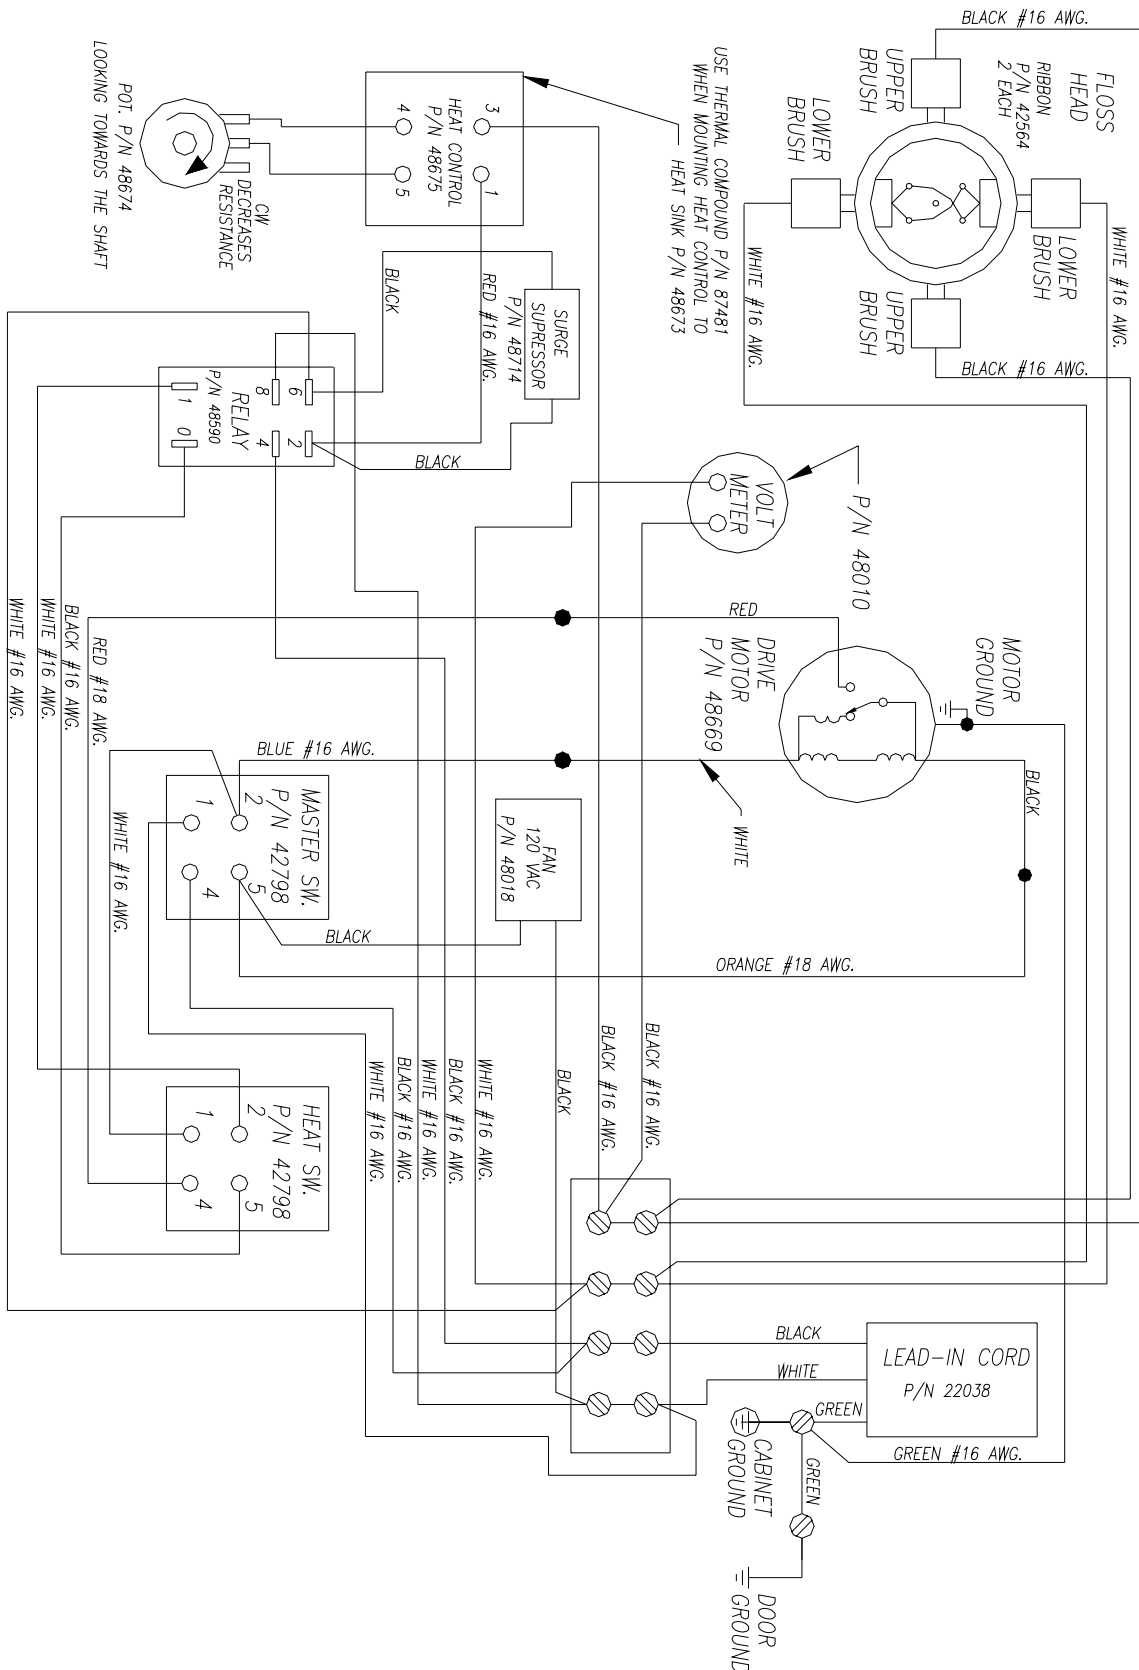 BLACK #16 AWG.
FLOSS
HEAD
RIBBON
P/N 42564
2 EACH
UPPER
BRUSH
LOWER
BRUSH
LOWER
BRUSH
UPPER
BRUSH
WHITE #16 AWG.
WHITE #16 AWG.
BLACK #16 AWG.
USE THERMAL COMPOUND P/N 87481
WHEN MOUNTING HEAT CONTROL TO
HEAT SINK P/N 48673
3
1
4
5
HEAT CONTROL
P/N 48675
POT. P/N 48674
LOOKING TOWARDS THE SHAFT
CW
DECREASES
RESISTANCE
BLACK
RED #16 AWG.
SURGE
SUPRESSOR
P/N 48714
BLACK
6
8
2
4
1
0
RELAY
P/N 48590
VOLT
METER
P/N 48010
RED
DRIVE
MOTOR
P/N 48669
MOTOR
GROUND
BLACK
WHITE
BLUE #16 AWG.
WHITE #16 AWG.
WHITE #16 AWG.
BLACK #16 AWG.
RED #18 AWG.
WHITE #16 AWG.
MASTER SW.
P/N 42798
2
1
5
4
FAN
120 VAC
P/N 48018
BLACK
ORANGE #18 AWG.
HEAT SW.
P/N 42798
2
1
5
4
WHITE #16 AWG.
BLACK #16 AWG.
WHITE #16 AWG.
BLACK #16 AWG.
WHITE #16 AWG.
BLACK
BLACK #16 AWG.
BLACK #16 AWG.
BLACK
WHITE
LEAD-IN CORD
P/N 22038
GREEN
GREEN #16 AWG.
GREEN
CABINET
GROUND
DOOR
GROUND